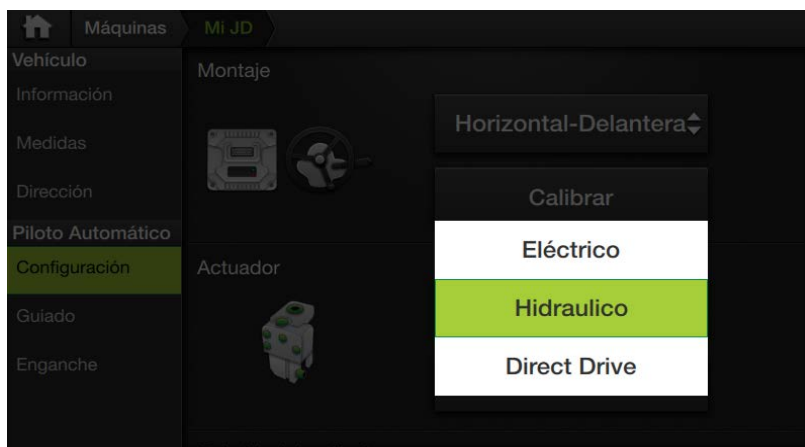 Máquinas
Mi JD
Vehículo
Información
Medidas
Dirección
Piloto Automático
Configuración
Guiado
Enganche
Montaje
Horizontal-Delantera
Calibrar
Actuador
Eléctrico
Hidraulico
Direct Drive